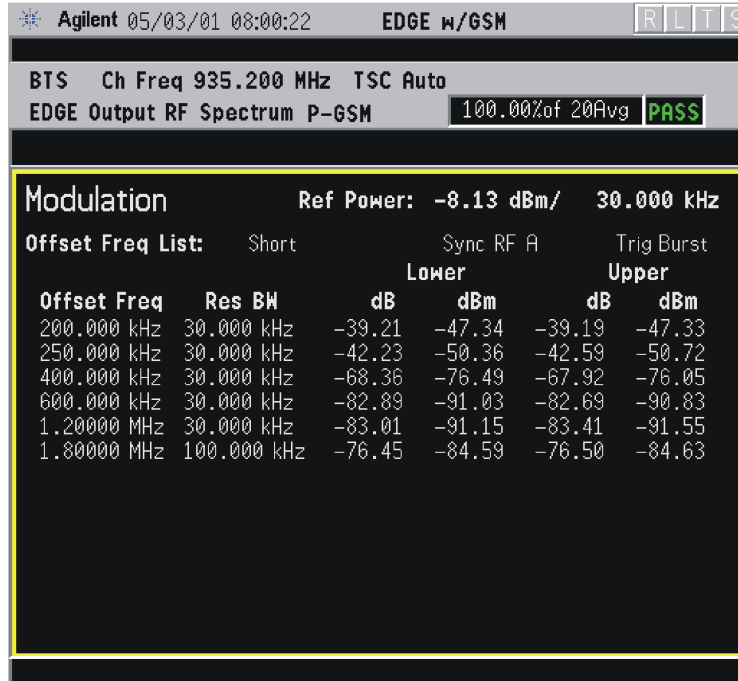 Agilent 05/03/01 08:00:22 EDGE w/GSM R L T S
BTS Ch Freq 935.200 MHz TSC Auto
EDGE Output RF Spectrum P-GSM 100.00%of 20Avg PASS
Modulation Ref Power: -8.13 dBm/ 30.000 kHz
Offset Freq List: Short Sync RF A Trig Burst
Lower Upper
Offset Freq Res BW dB dBm dB dBm
200.000 kHz 30.000 kHz -39.21 -47.34 -39.19 -47.33
250.000 kHz 30.000 kHz -42.23 -50.36 -42.59 -50.72
400.000 kHz 30.000 kHz -68.36 -76.49 -67.92 -76.05
600.000 kHz 30.000 kHz -82.89 -91.03 -82.69 -90.83
1.20000 MHz 30.000 kHz -83.01 -91.15 -83.41 -91.55
1.80000 MHz 100.000 kHz -76.45 -84.59 -76.50 -84.63